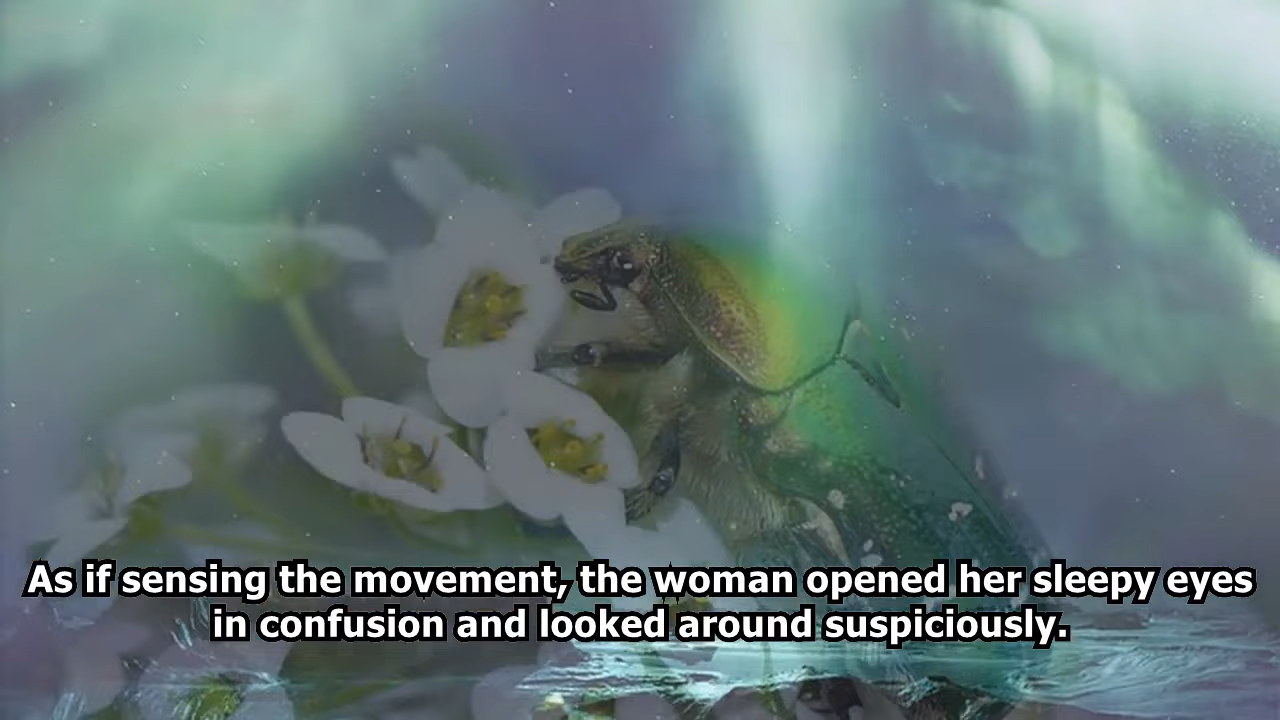 As if sensing the movement, the woman opened her sleepy eyes
in confusion and looked around suspiciously.